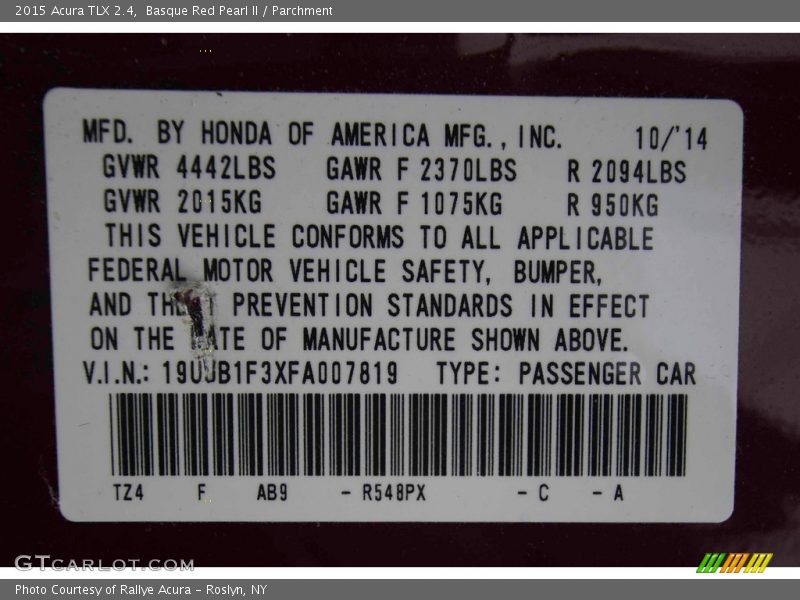 2015 Acura TLX 2.4, Basque Red Pearl II / Parchment
MFD. BY HONDA OF AMERICA MFG., INC. 10/'14
GVWR 4442LBS GAWR F 2370LBS R 2094LBS
GVWR 2015KG GAWR F 1075KG R 950KG
THIS VEHICLE CONFORMS TO ALL APPLICABLE
FEDERAL MOTOR VEHICLE SAFETY, BUMPER,
AND PREVENTION STANDARDS IN EFFECT
ON THE OF MANUFACTURE SHOWN ABOVE.
V.I.N.: 19UUB1F3XFA007819 TYPE: PASSENGER CAR
TZ4 F AB9 - R548PX - C - A
GTCARLOT.COM
Photo Courtesy of Rallye Acura - Roslyn, NY